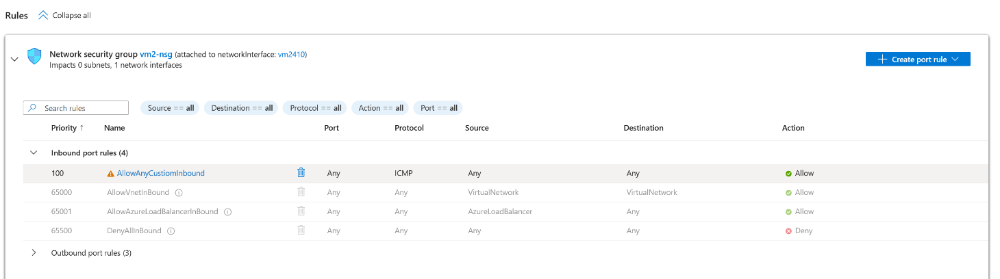 Rules Collapse all
Network security group vm2-nsg (attached to networkInterface: vm2410)
Impacts 0 subnets, 1 network interfaces
Create port rule
Search rules Source == all Destination == all Protocol == all Action == all Port == all
Priority ↑ Name Port Protocol Source Destination Action
Inbound port rules (4)
100 AllowAnyCustiomInbound Any ICMP Any Any Allow
65000 AllowVnetInBound Any Any VirtualNetwork VirtualNetwork Allow
65001 AllowAzureLoadBalancerInBound Any Any AzureLoadBalancer Any Allow
65500 DenyAllInBound Any Any Any Any Deny
Outbound port rules (3)